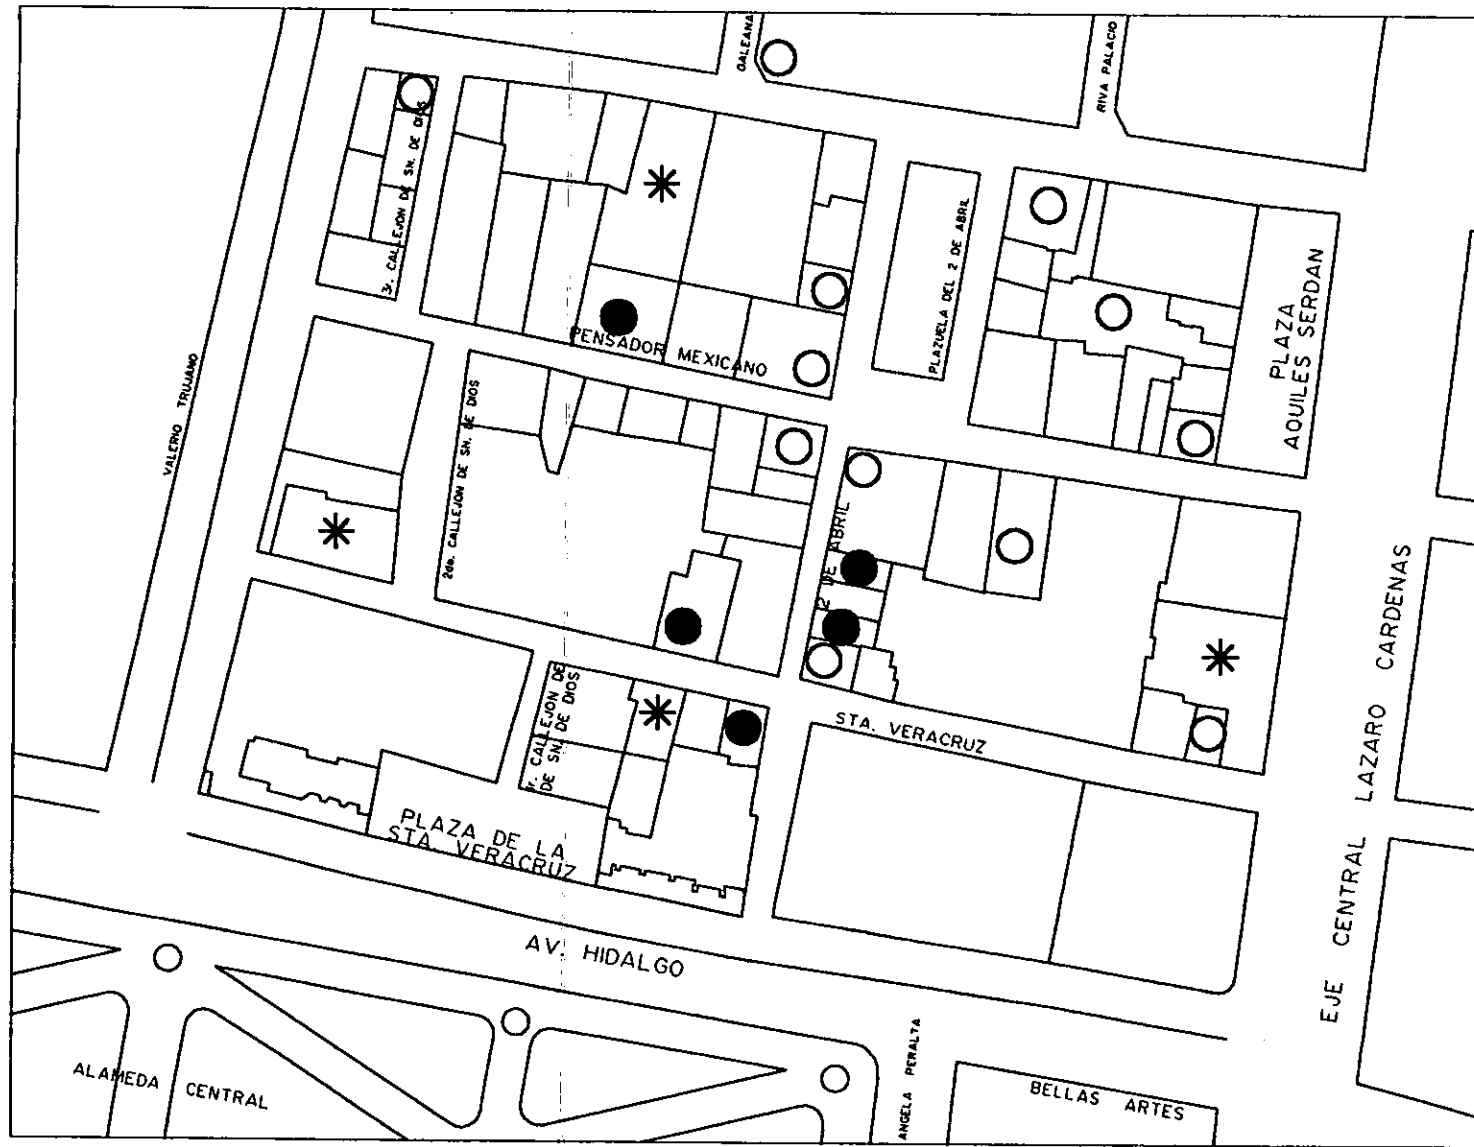 GALEANA
RIVA PALACIO
3r. CALLEJON DE SN. DE DIOS
PLAZUELA DEL 2 DE ABRIL
PLAZA
AQUILES SERDAN
PENSADOR MEXICANO
VALERIO TRUJANO
2do. CALLEJON DE SN. DE DIOS
2 DE ABRIL
1r. CALLEJON DE
DE SN. DE DIOS
STA. VERACRUZ
EJE CENTRAL LAZARO CARDENAS
PLAZA DE LA
STA. VERACRUZ
AV. HIDALGO
ALAMEDA CENTRAL
ANGELA PERALTA
BELLAS ARTES